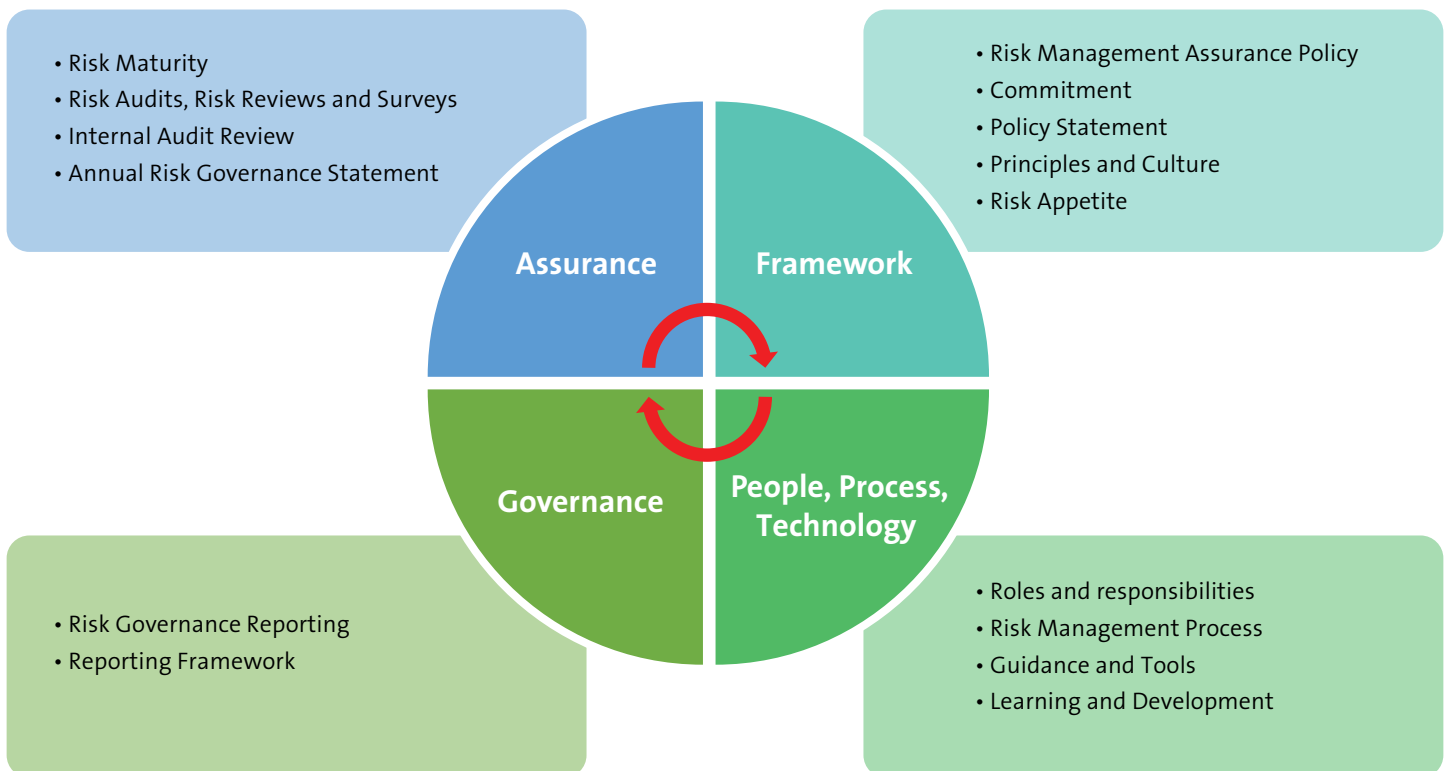 • Risk Maturity
• Risk Audits, Risk Reviews and Surveys
• Internal Audit Review
• Annual Risk Governance Statement
• Risk Management Assurance Policy
• Commitment
• Policy Statement
• Principles and Culture
• Risk Appetite
Assurance
Framework
Governance
People, Process,
Technology
• Risk Governance Reporting
• Reporting Framework
• Roles and responsibilities
• Risk Management Process
• Guidance and Tools
• Learning and Development